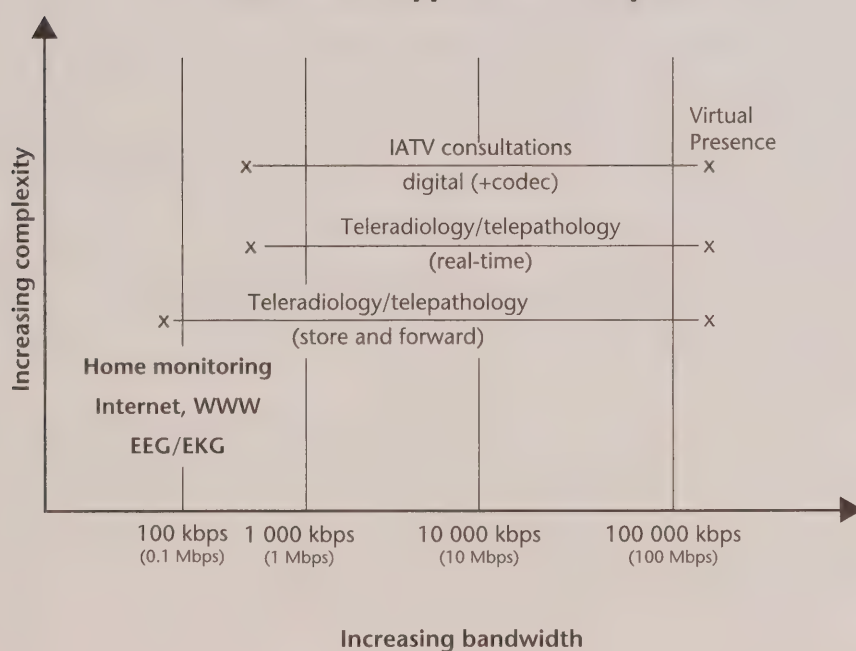 Increasing complexity
Virtual
Presence
IATV consultations
digital (+codec)
Teleradiology/telepathology
(real-time)
Teleradiology/telepathology
(store and forward)
Home monitoring
Internet, WWW
EEG/EKG
x x
x x
x x
100 kbps 1 000 kbps 10 000 kbps 100 000 kbps
(0.1 Mbps) (1 Mbps) (10 Mbps) (100 Mbps)
Increasing bandwidth